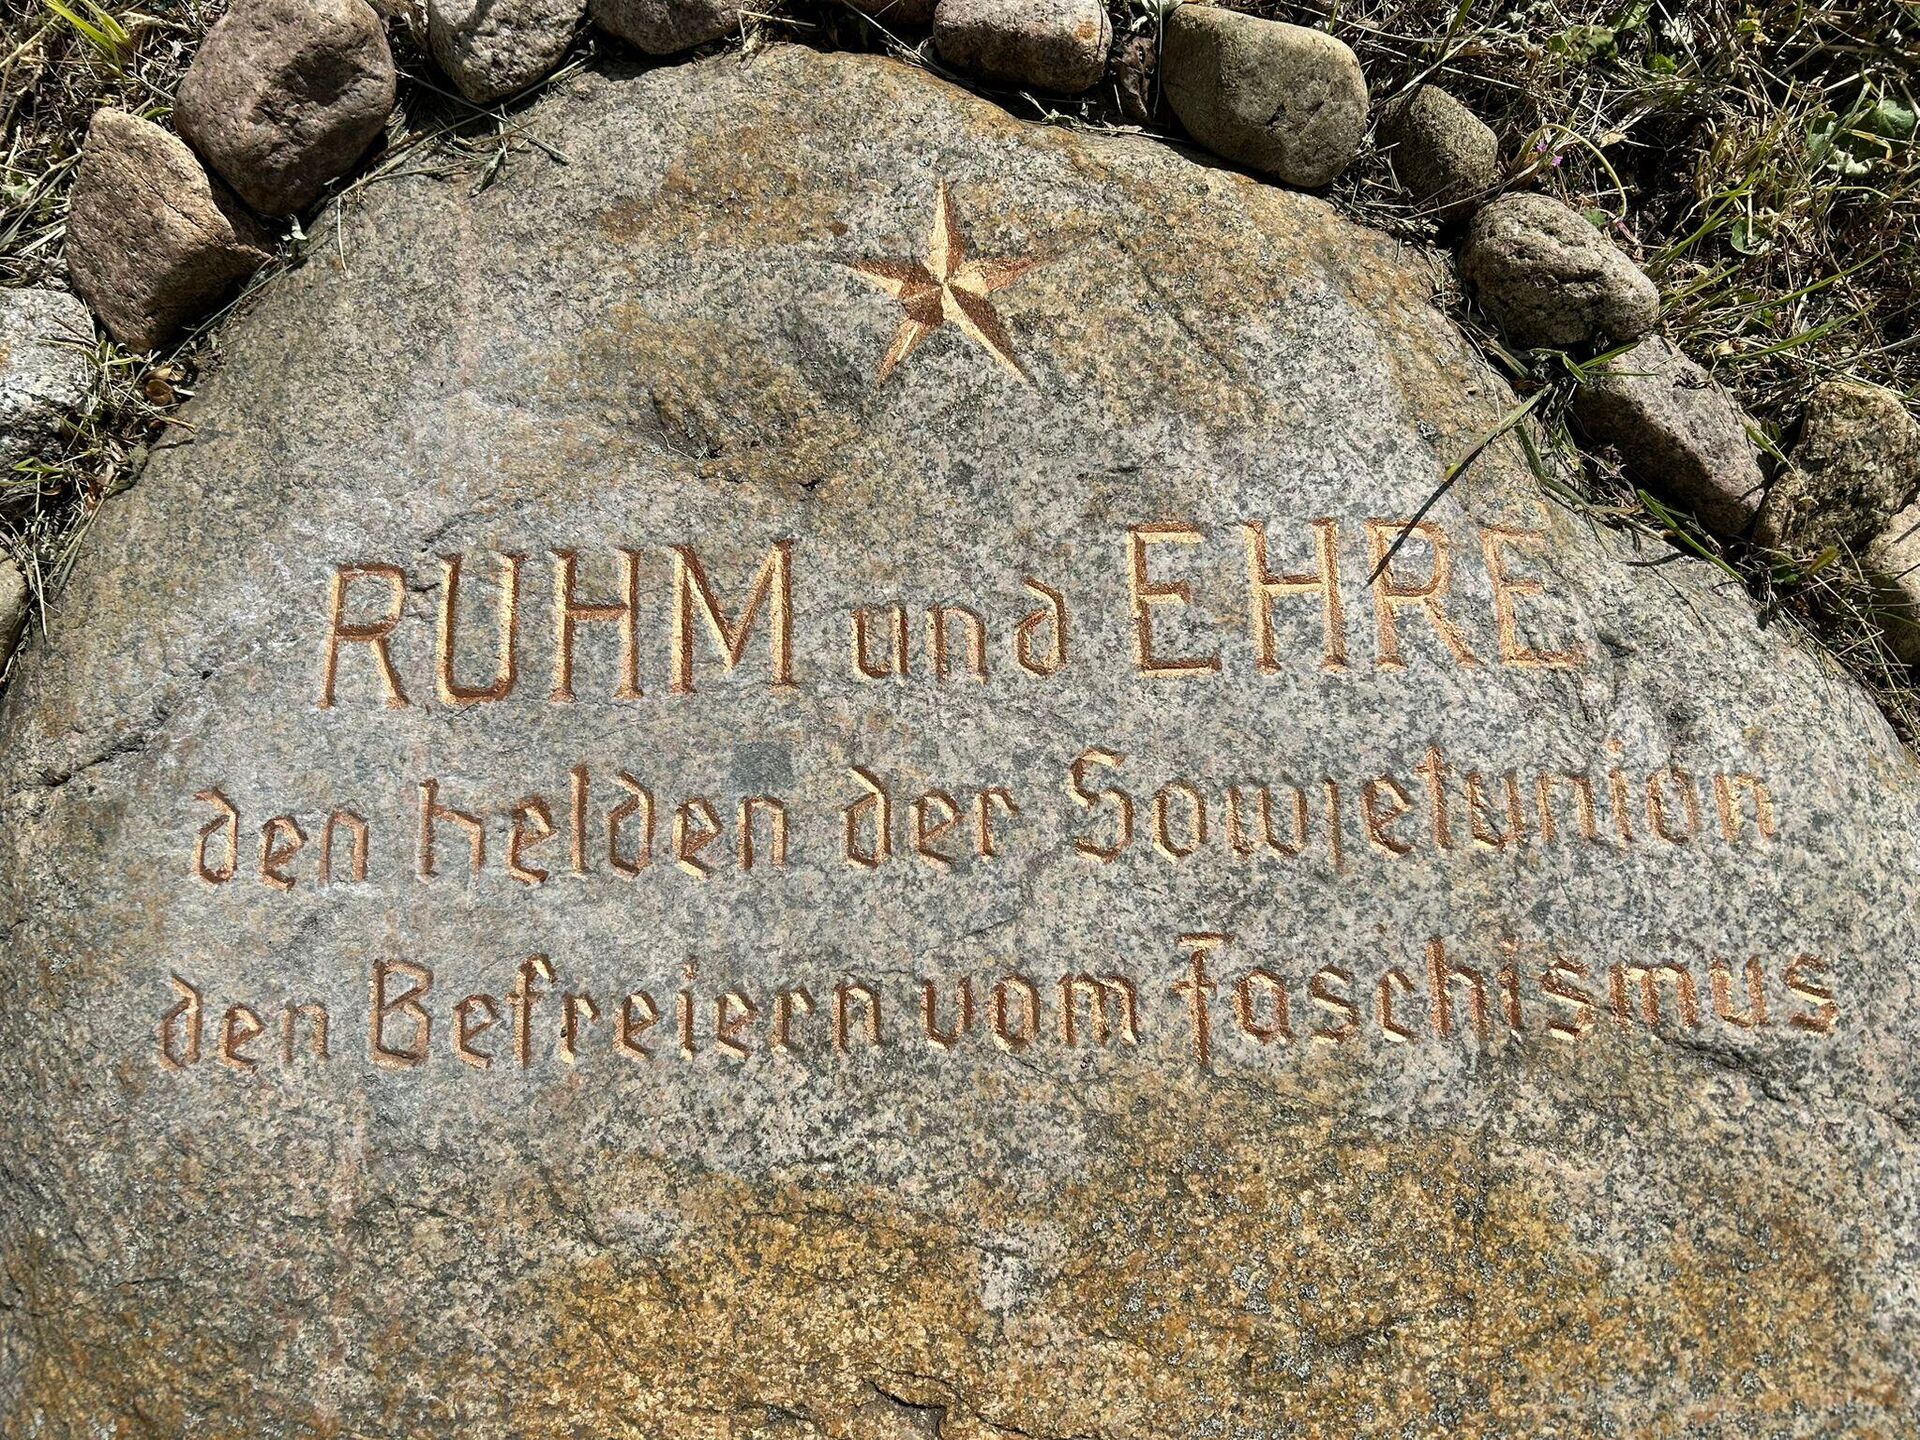 RUHM und EHRE
den helden der Sowjetunion
den Befreiern vom Faschismus